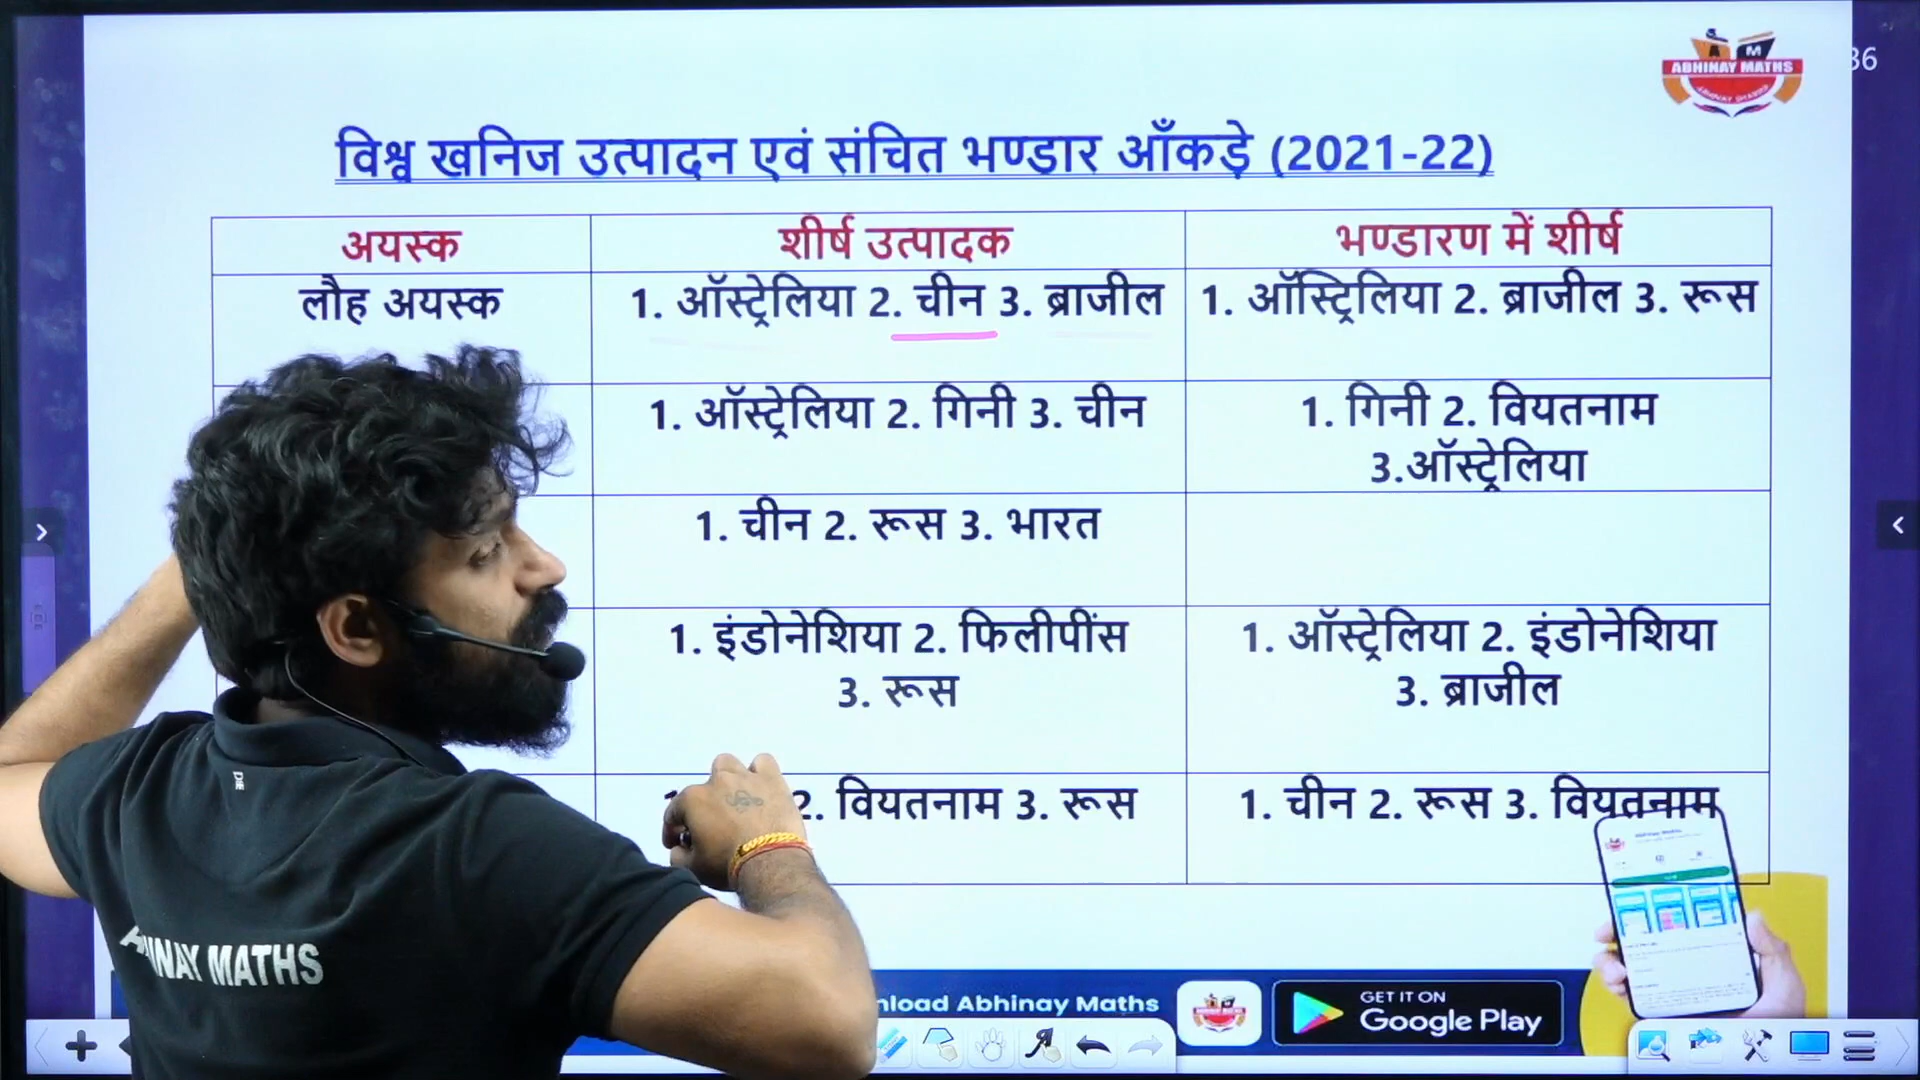 ABHINAY MATHS
36
विश्व खनिज उत्पादन एवं संचित भण्डार आँकड़े (2021-22)
अयस्क
शीर्ष उत्पादक
भण्डारण में शीर्ष
लौह अयस्क
1. ऑस्ट्रेलिया 2. चीन 3. ब्राजील
1. ऑस्ट्रिलिया 2. ब्राजील 3. रूस
1. ऑस्ट्रेलिया 2. गिनी 3. चीन
1. गिनी 2. वियतनाम
3.ऑस्ट्रेलिया
1. चीन 2. रूस 3. भारत
1. इंडोनेशिया 2. फिलीपींस
3. रूस
1. ऑस्ट्रेलिया 2. इंडोनेशिया
3. ब्राजील
2. वियतनाम 3. रूस
1. चीन 2. रूस 3. वियतनाम
MATHS
Abhinay Maths
GET IT ON
Google Play